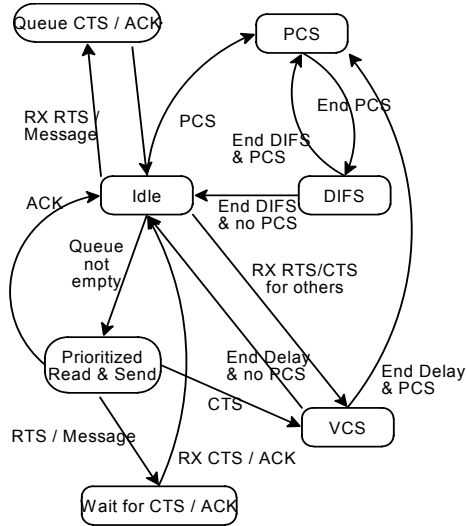 Queue CTS / ACK
PCS
RX RTS /
Message
PCS
End PCS
End DIFS
& PCS
ACK
Idle
End DIFS
& no PCS
DIFS
Queue
not
empty
RX RTS/CTS
for others
Prioritized
Read & Send
End Delay
& no PCS
End Delay
& PCS
CTS
VCS
RTS / Message
RX CTS / ACK
Wait for CTS / ACK